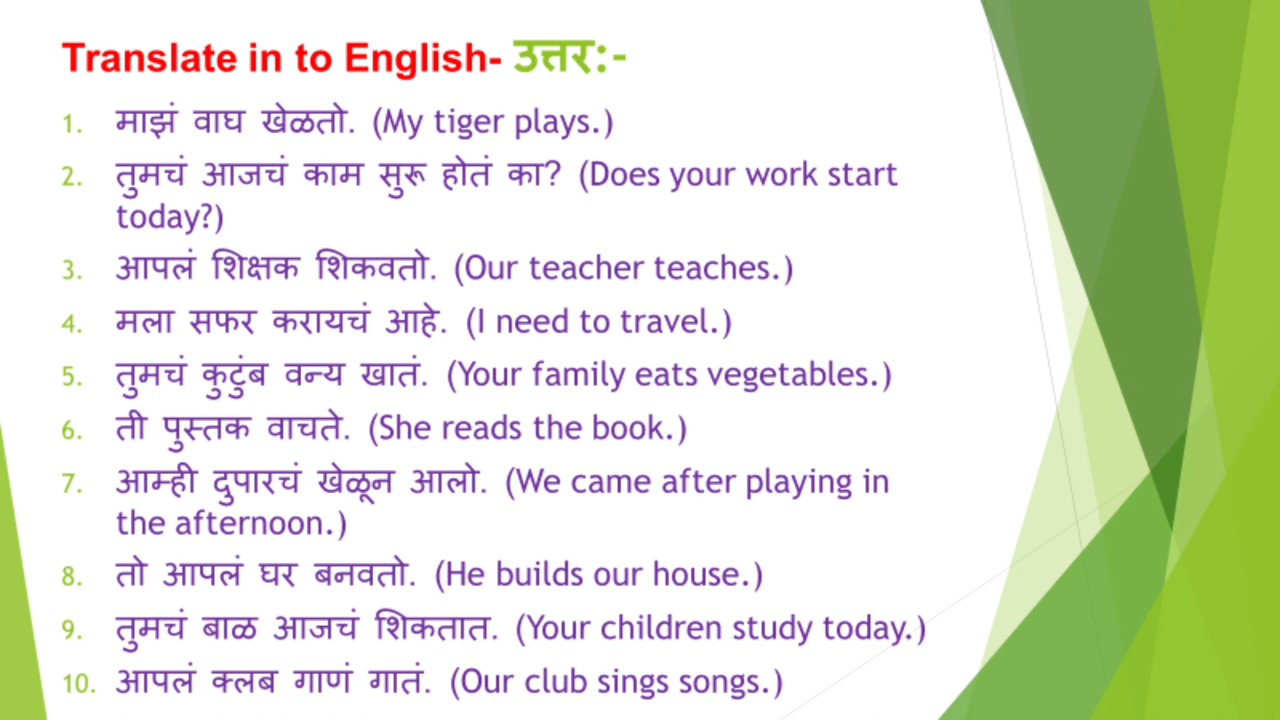 Translate in to English- उत्तर:-
1. माझं वाघ खेळतो. (My tiger plays.)
2. तुमचं आजचं काम सुरू होतं का? (Does your work start
today?)
3. आपलं शिक्षक शिकवतो. (Our teacher teaches.)
4. मला सफर करायचं आहे. (I need to travel.)
5. तुमचं कुटुंब वन्य खातं. (Your family eats vegetables.)
6. ती पुस्तक वाचते. (She reads the book.)
7. आम्ही दुपारचं खेळून आलो. (We came after playing in
the afternoon.)
8. तो आपलं घर बनवतो. (He builds our house.)
9. तुमचं बाळ आजचं शिकतात. (Your children study today.)
10. आपलं क्लब गाणं गातं. (Our club sings songs.)